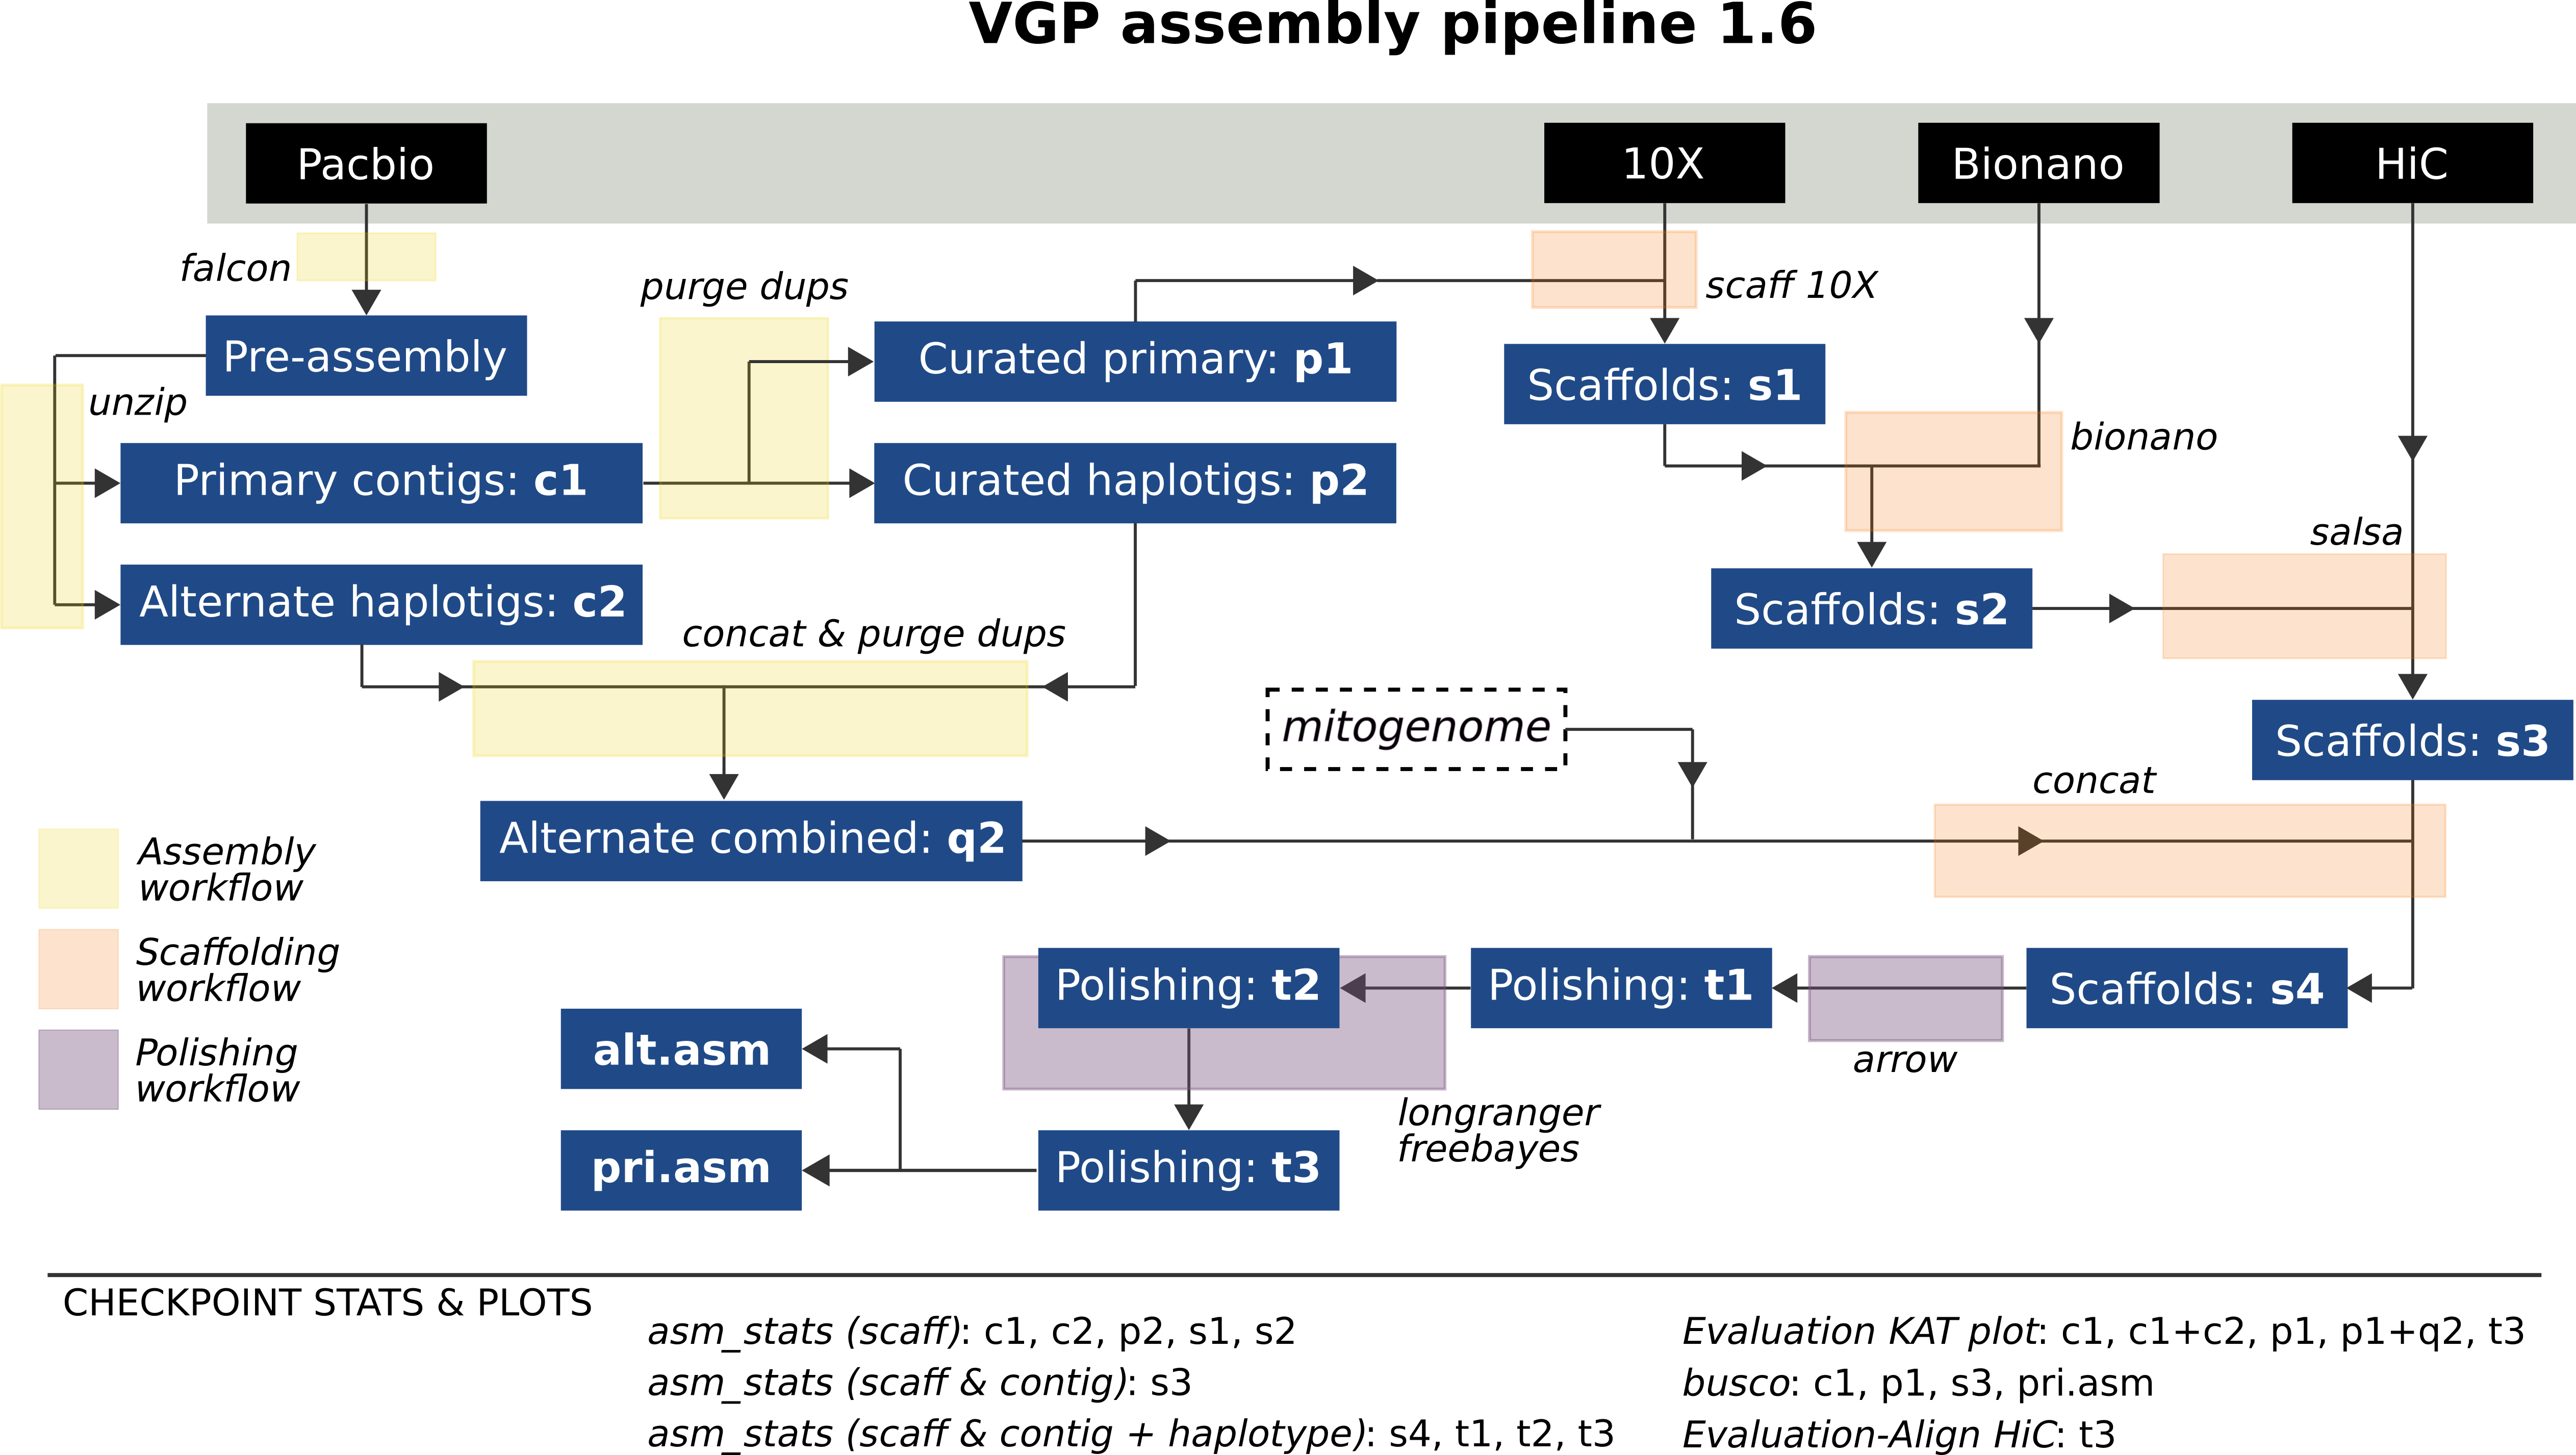 VGP assembly pipeline 1.6
Pacbio
10X
Bionano
HiC
falcon
purge dups
scaff 10X
Pre-assembly
Curated primary: p1
Scaffolds: s1
unzip
bionano
Primary contigs: c1
Curated haplotigs: p2
salsa
Alternate haplotigs: c2
Scaffolds: s2
concat & purge dups
mitogenome
Scaffolds: s3
concat
Alternate combined: q2
Assembly
workflow
Scaffolding
workflow
Polishing
workflow
Polishing: t2
Polishing: t1
Scaffolds: s4
alt.asm
arrow
longranger
freebayes
pri.asm
Polishing: t3
CHECKPOINT STATS & PLOTS
asm_stats (scaff): c1, c2, p2, s1, s2
asm_stats (scaff & contig): s3
asm_stats (scaff & contig + haplotype): s4, t1, t2, t3
Evaluation KAT plot: c1, c1+c2, p1, p1+q2, t3
busco: c1, p1, s3, pri.asm
Evaluation-Align HiC: t3